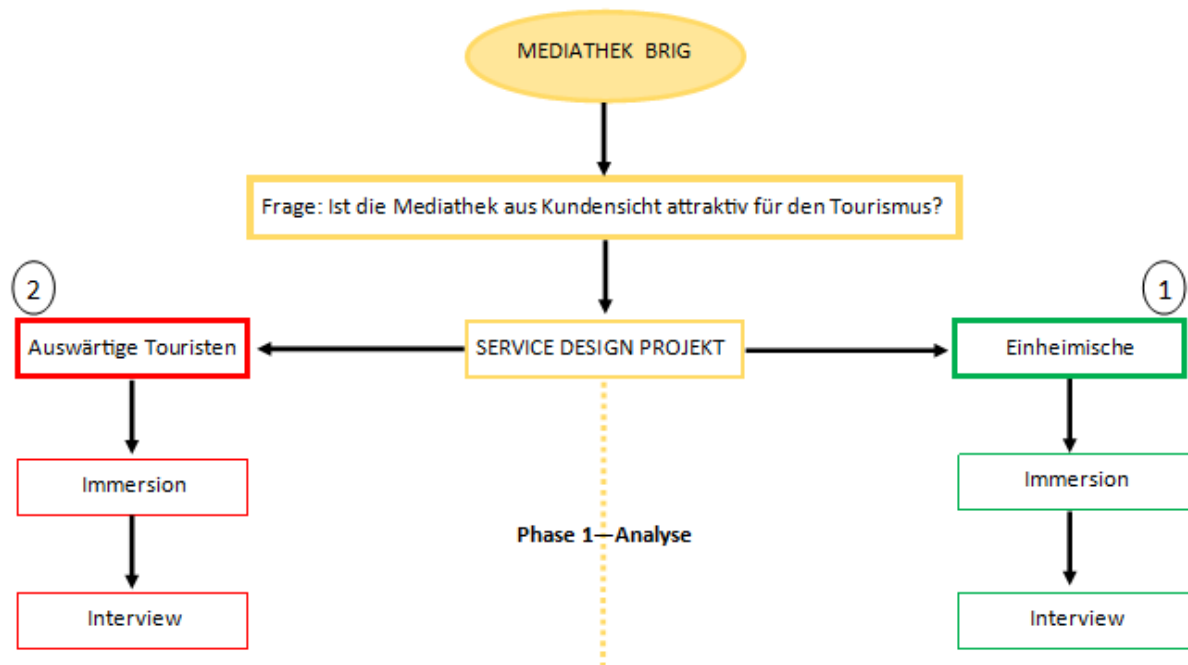 MEDIATHEK BRIG
Frage: Ist die Mediathek aus Kundensicht attraktiv für den Tourismus?
2
1
Auswärtige Touristen
SERVICE DESIGN PROJEKT
Einheimische
Immersion
Immersion
Phase 1—Analyse
Interview
Interview